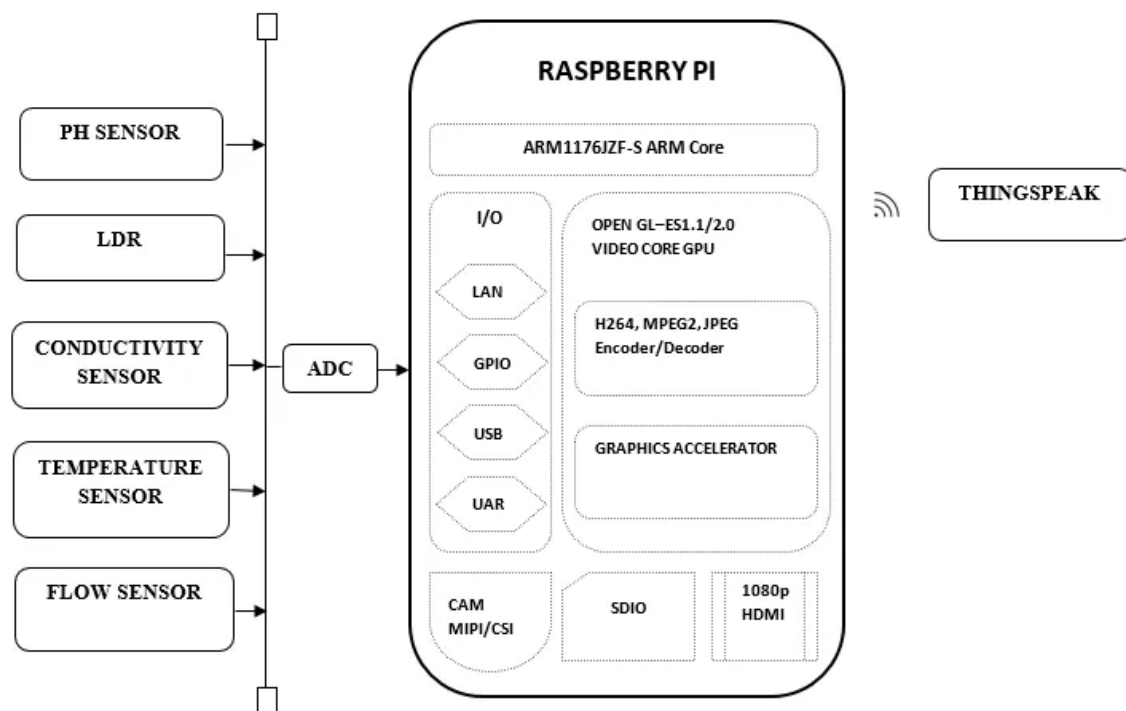 RASPBERRY PI
PH SENSOR
LDR
CONDUCTIVITY
SENSOR
TEMPERATURE
SENSOR
FLOW SENSOR
ADC
ARM1176JZF-S ARM Core
I/O
LAN
GPIO
USB
UAR
OPEN GL–ES1.1/2.0
VIDEO CORE GPU
H264, MPEG2, JPEG
Encoder/Decoder
GRAPHICS ACCELERATOR
CAM
MIPI/CSI
SDIO
1080p
HDMI
THINGSPEAK